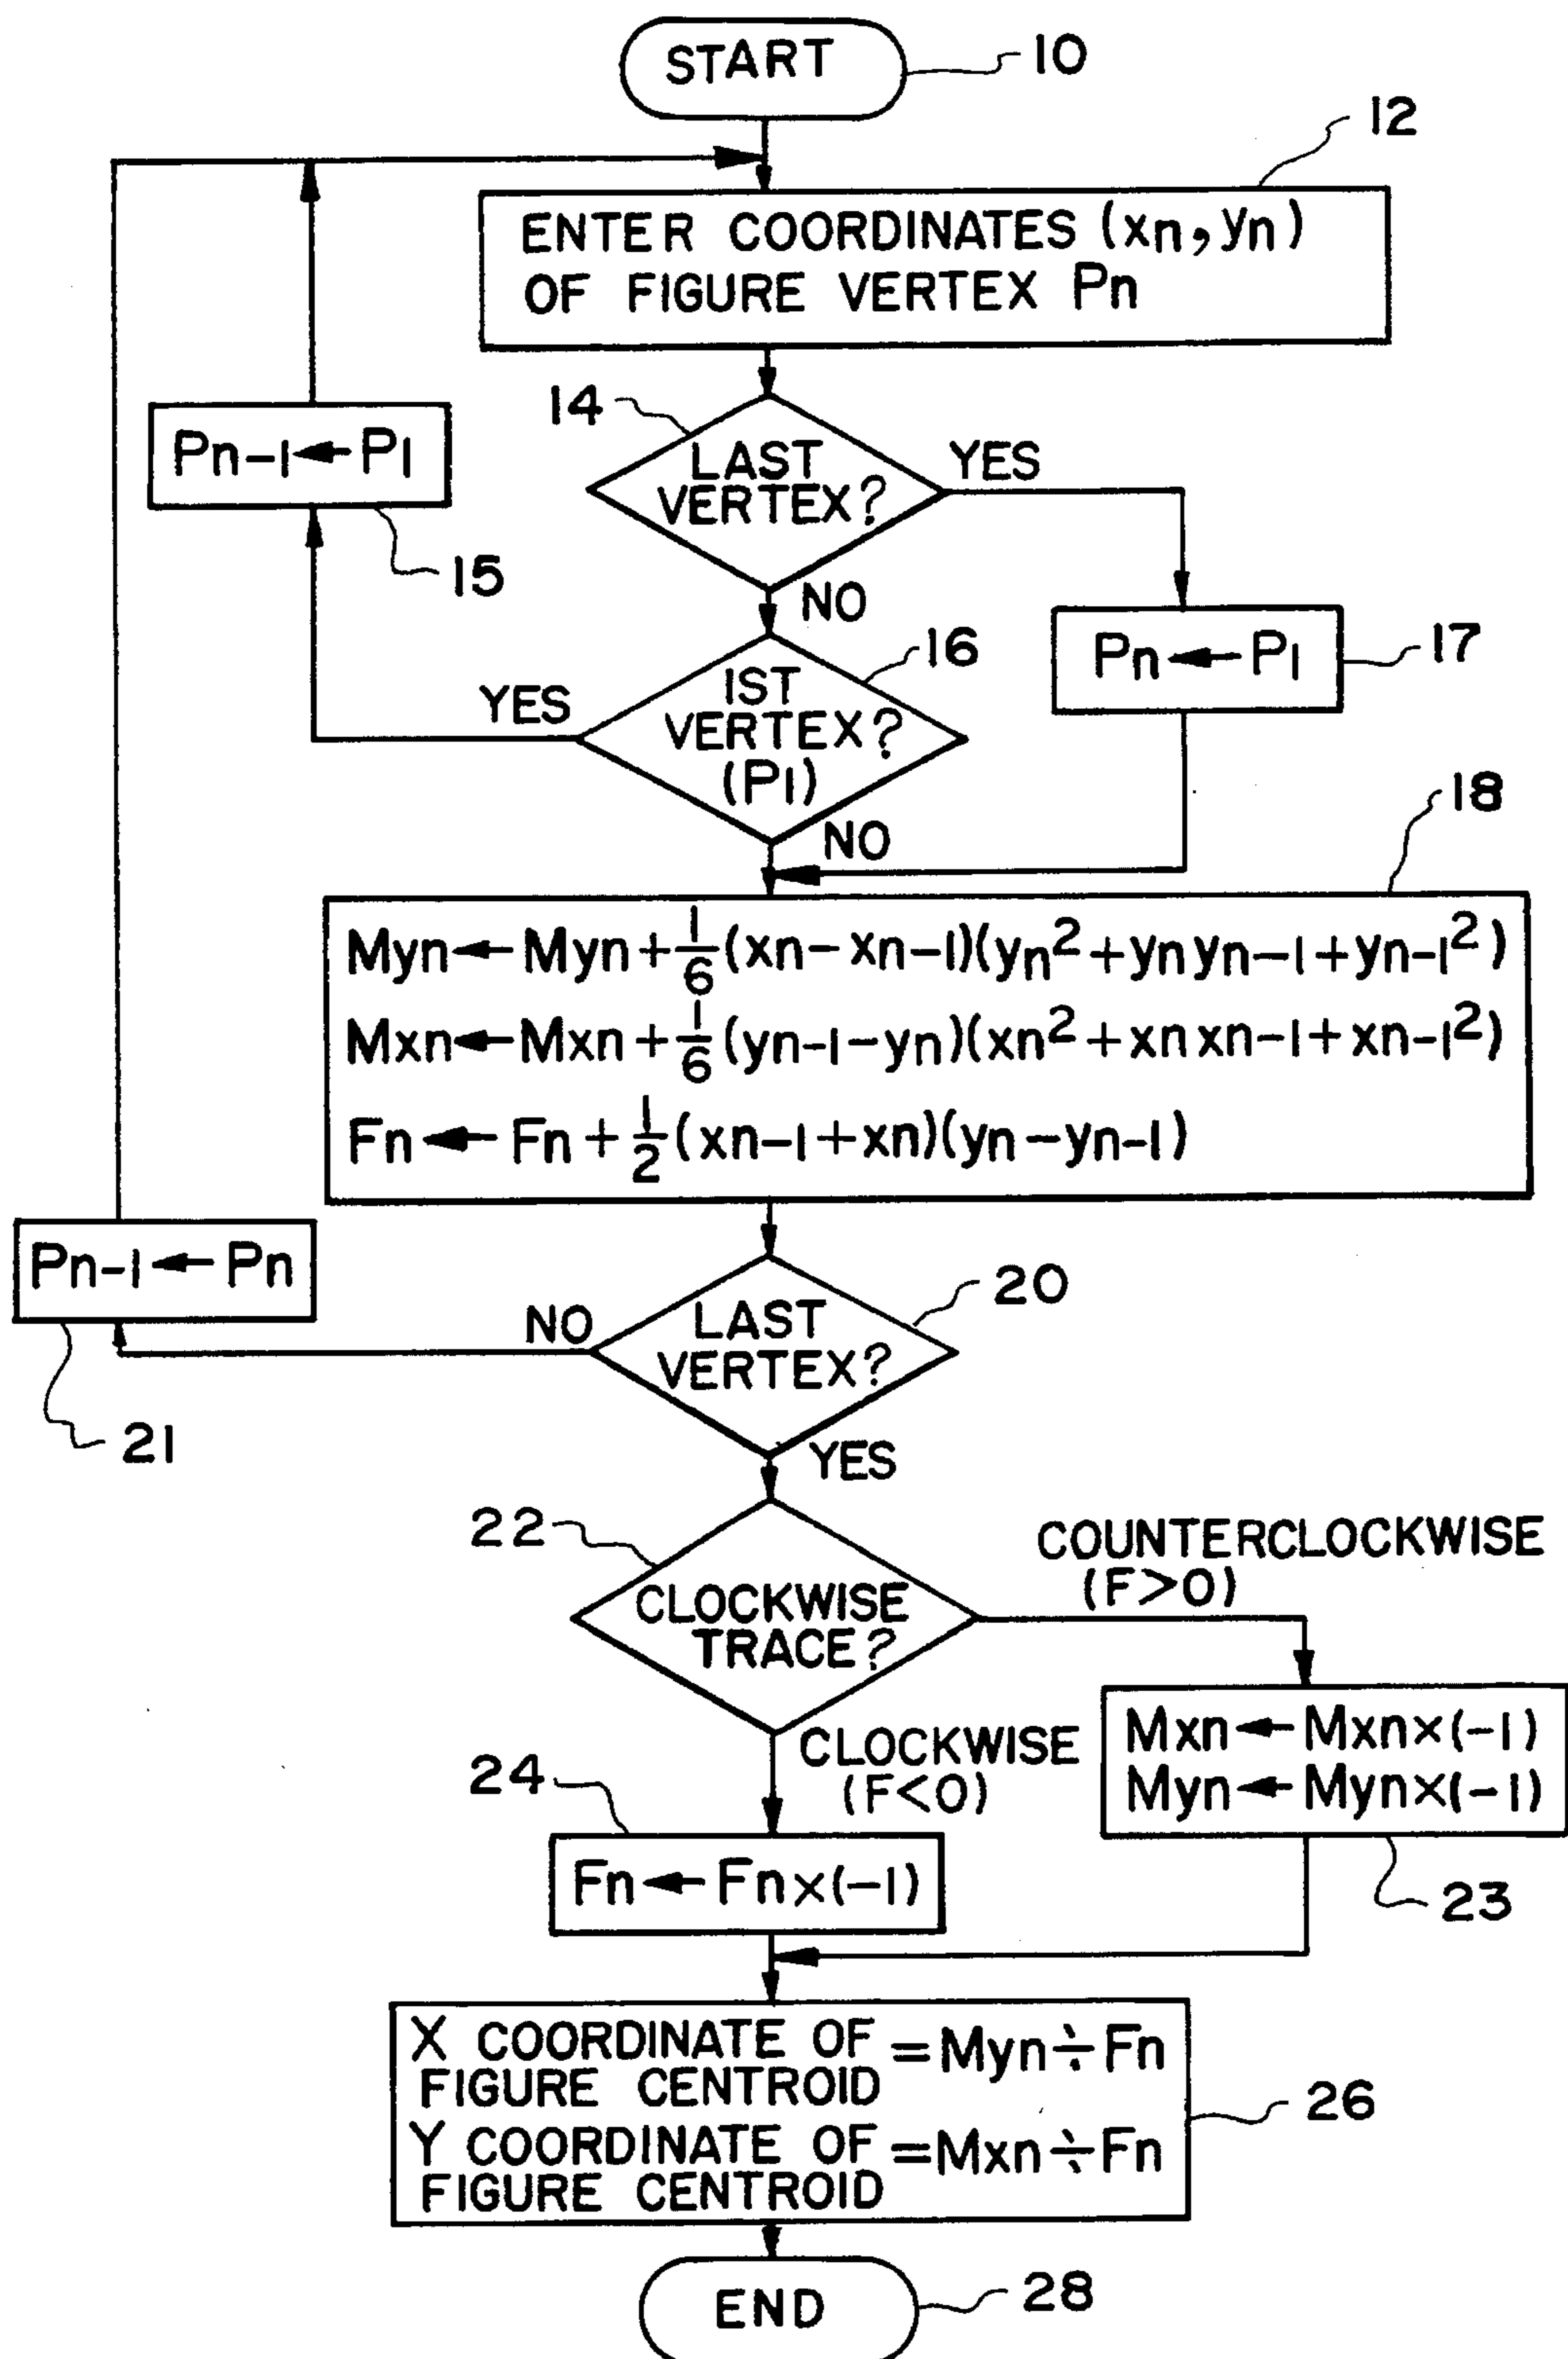 START
10
12
ENTER COORDINATES (xn, yn)
OF FIGURE VERTEX Pn
14
LAST
VERTEX?
YES
Pn-1←P1
15
NO
16
Pn←P1
17
1ST
VERTEX?
(P1)
YES
NO
18
Myn← Myn+1/6(xn-xn-1)(yn²+yn yn-1+yn-1²)
Mxn←Mxn+1/6(yn-1-yn)(xn²+xn xn-1+xn-1²)
Fn← Fn+1/2(xn-1+xn)(yn-yn-1)
Pn-1← Pn
21
20
NO
LAST
VERTEX?
YES
22
COUNTERCLOCKWISE
(F>0)
CLOCKWISE
TRACE?
Mxn←Mxn×(-1)
Myn← Myn×(-1)
23
CLOCKWISE
(F<0)
24
Fn←Fn×(-1)
X COORDINATE OF
FIGURE CENTROID =Myn÷Fn
Y COORDINATE OF
FIGURE CENTROID =Mxn÷Fn
26
END
28